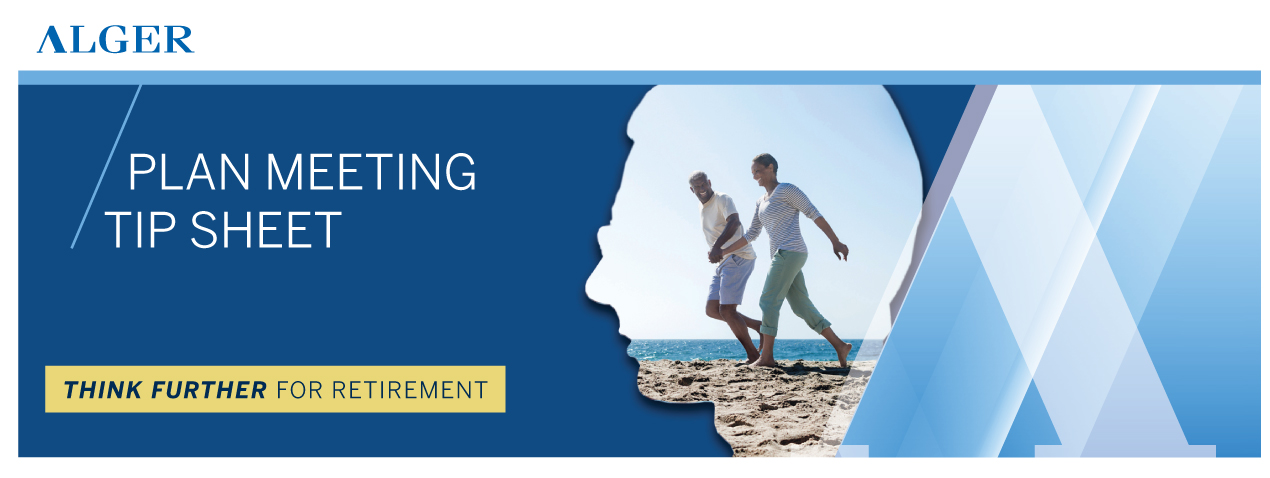 ALGER
PLAN MEETING
TIP SHEET
THINK FURTHER FOR RETIREMENT